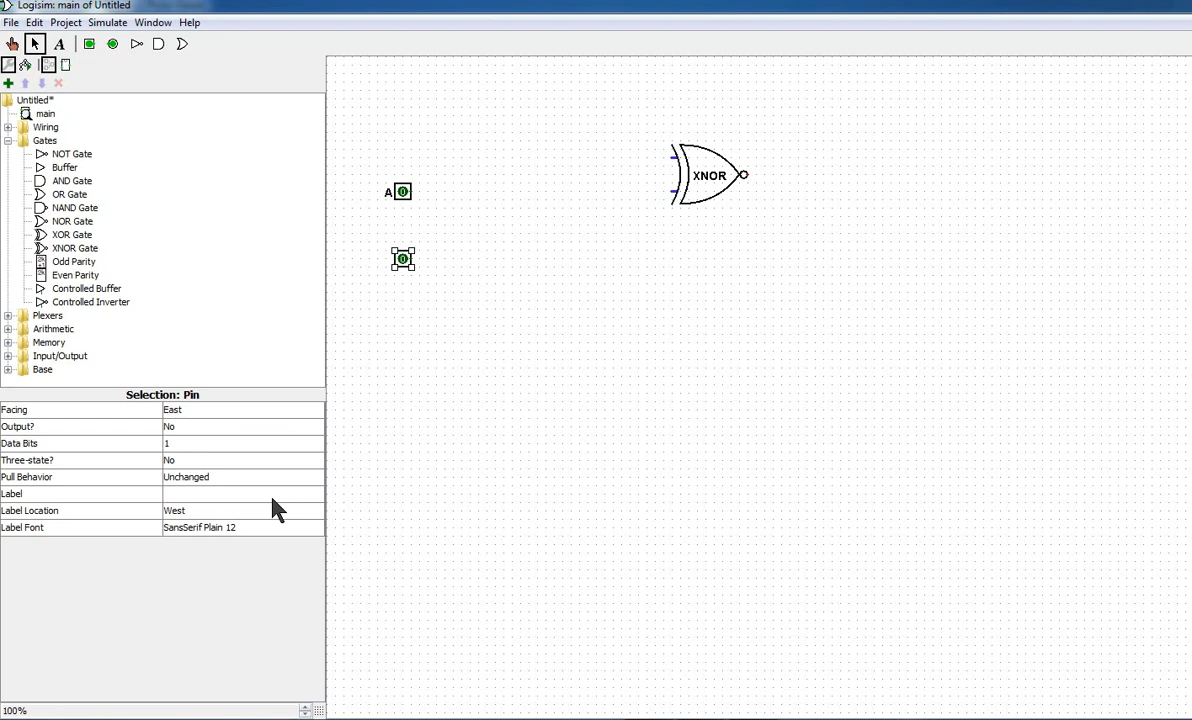 Logisim: main of Untitled
File Edit Project Simulate Window Help
A
Untitled*
main
Wiring
Gates
NOT Gate
Buffer
AND Gate
OR Gate
NAND Gate
NOR Gate
XOR Gate
XNOR Gate
Odd Parity
Even Parity
Controlled Buffer
Controlled Inverter
Plexers
Arithmetic
Memory
Input/Output
Base
Selection: Pin
Facing East
Output? No
Data Bits 1
Three-state? No
Pull Behavior Unchanged
Label
Label Location West
Label Font SansSerif Plain 12
100%
XNOR
A 0
0